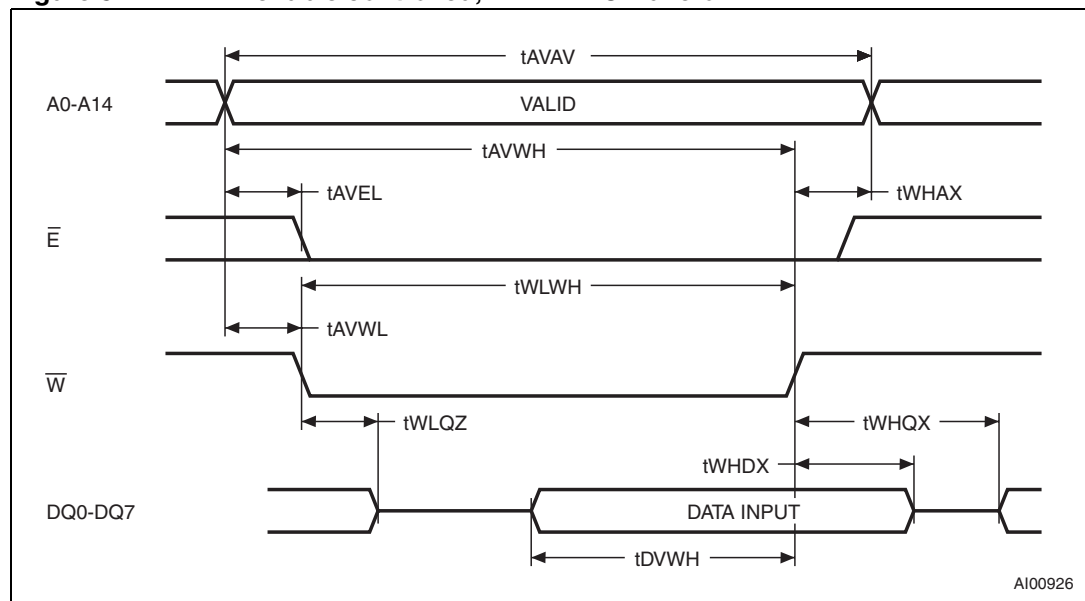 tAVAV
A0-A14
VALID
tAVWH
tAVEL
tWHAX
E̅
tWLWH
tAVWL
W̅
tWLQZ
tWHQX
tWHDX
DQ0-DQ7
DATA INPUT
tDVWH
AI00926